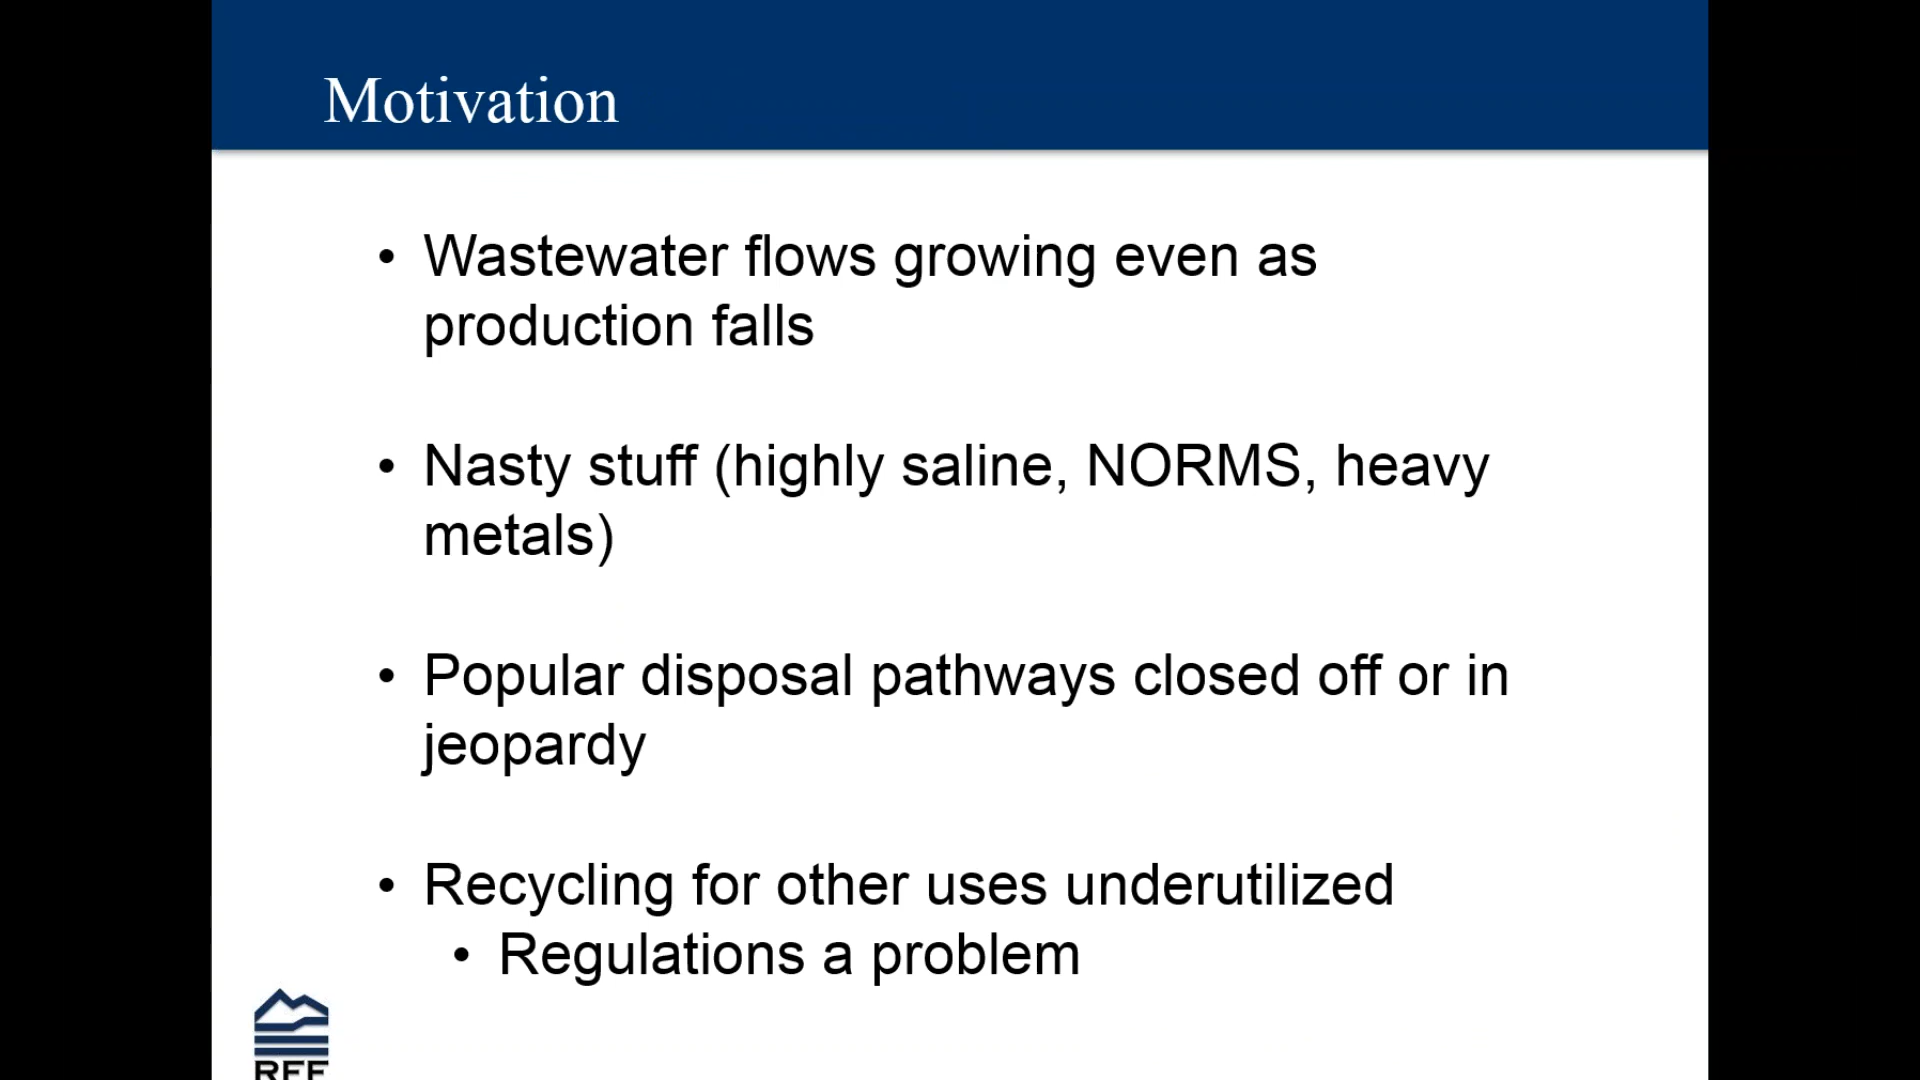 Motivation
• Wastewater flows growing even as
production falls
• Nasty stuff (highly saline, NORMS, heavy
metals)
• Popular disposal pathways closed off or in
jeopardy
• Recycling for other uses underutilized
• Regulations a problem
RFF